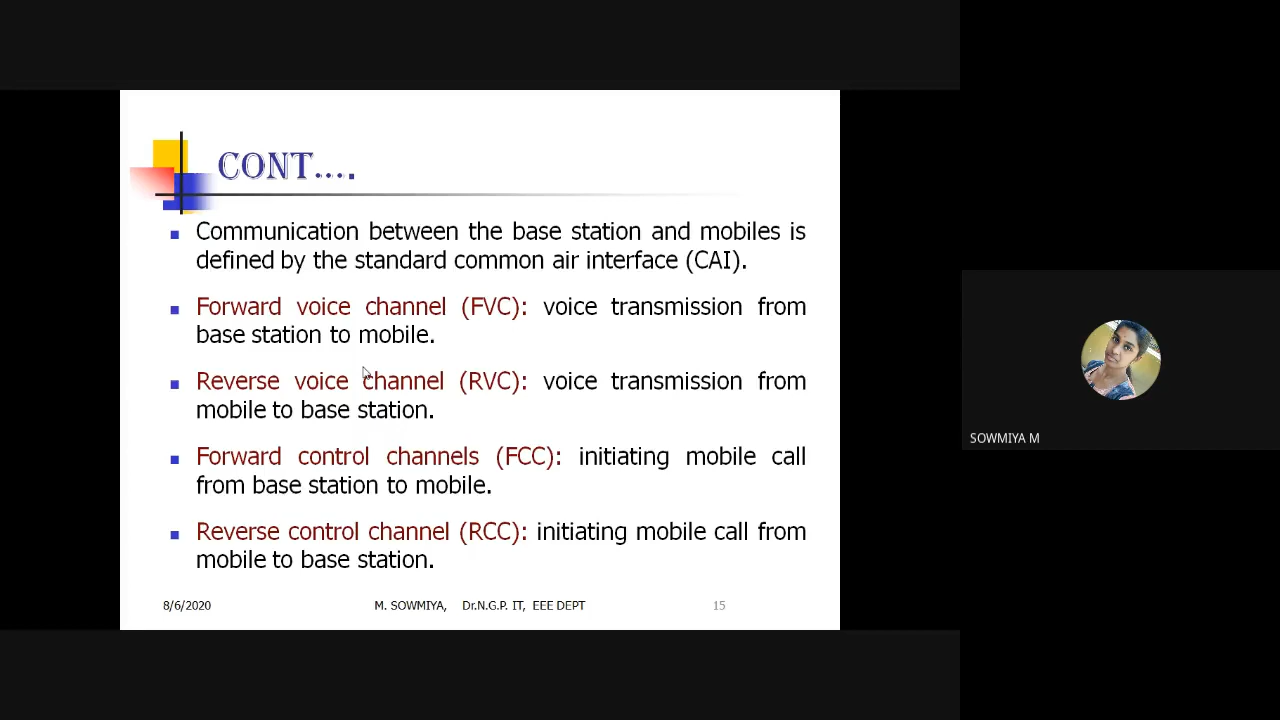 CONT....
Communication between the base station and mobiles is
defined by the standard common air interface (CAI).
Forward voice channel (FVC): voice transmission from
base station to mobile.
Reverse voice channel (RVC): voice transmission from
mobile to base station.
Forward control channels (FCC): initiating mobile call
from base station to mobile.
Reverse control channel (RCC): initiating mobile call from
mobile to base station.
8/6/2020 M. SOWMIYA, Dr.N.G.P. IT, EEE DEPT 15
SOWMIYA M